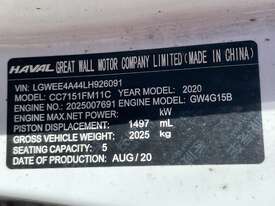 HAVAL GREAT WALL MOTOR COMPANY LIMITED (MADE IN CHINA)
VIN: LGWEE4A44LH926091
MODEL: CC7151FM11C YEAR MODEL: 2020
ENGINE NO: 2025007691 ENGINE MODEL: GW4G15B
ENGINE MAX.NET POWER: kW
PISTON DISPLACEMENT: 1497 mL
GROSS VEHICLE WEIGHT: 2025 kg
SEATING CAPACITY: 5
DATE OF PRODUCTION: AUG / 20